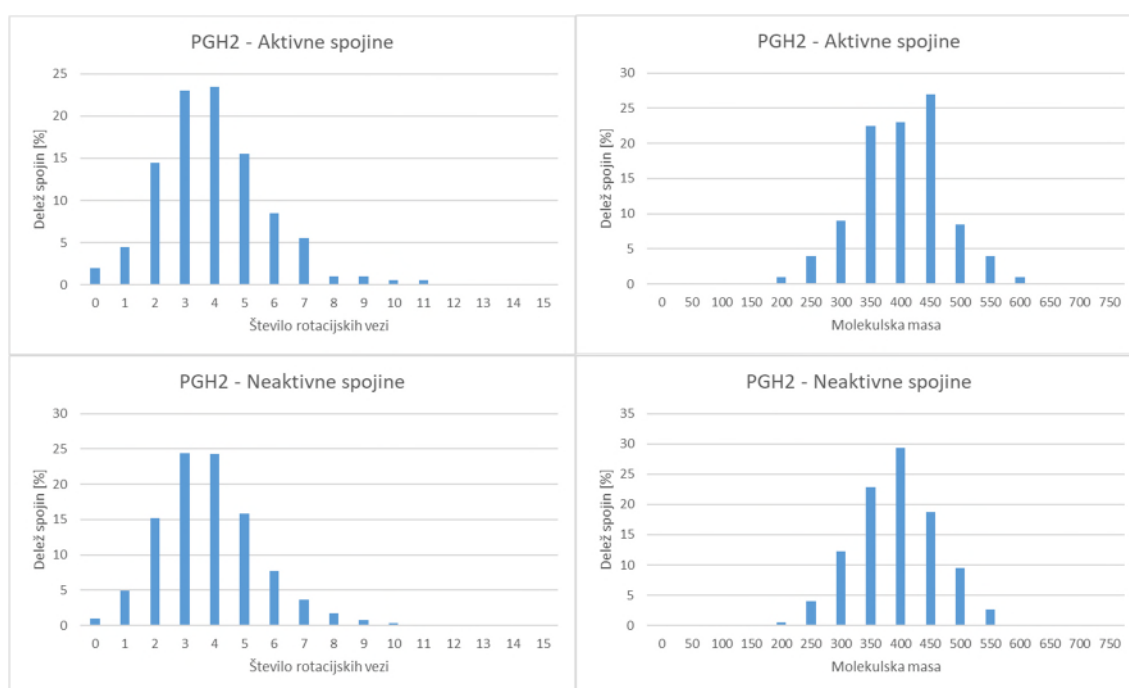 PGH2 - Aktivne spojine
Delež spojin [%]
25
20
15
10
5
0
0 1 2 3 4 5 6 7 8 9 10 11 12 13 14 15
Število rotacijskih vezi
PGH2 - Aktivne spojine
Delež spojin [%]
30
25
20
15
10
5
0
0 50 100 150 200 250 300 350 400 450 500 550 600 650 700 750
Molekulska masa
PGH2 - Neaktivne spojine
Delež spojin [%]
30
25
20
15
10
5
0
0 1 2 3 4 5 6 7 8 9 10 11 12 13 14 15
Število rotacijskih vezi
PGH2 - Neaktivne spojine
Delež spojin [%]
35
30
25
20
15
10
5
0
0 50 100 150 200 250 300 350 400 450 500 550 600 650 700 750
Molekulska masa